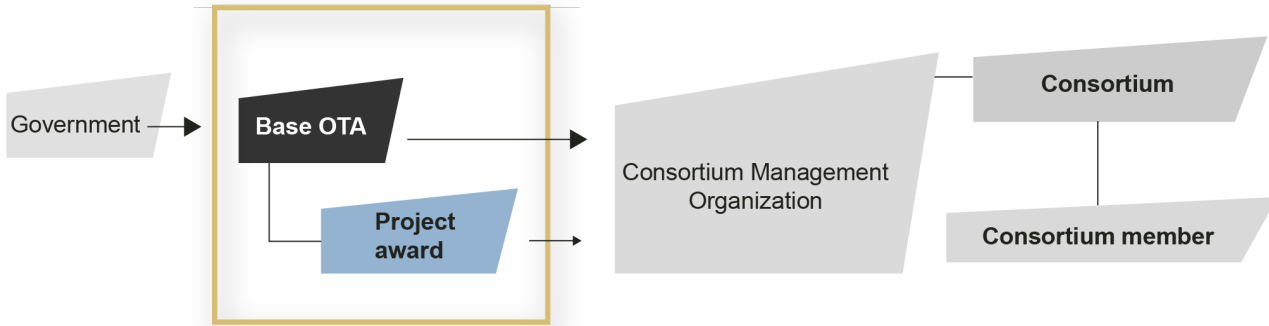 Government
Base OTA
Project
award
Consortium Management
Organization
Consortium
Consortium member